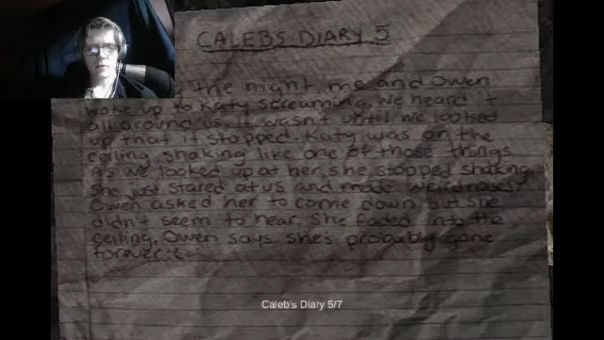 CALEB'S DIARY 5
the night me and Owen
woke up to Katy screaming. We heard it
all around us, it wasn't until we looked
up that it stopped. Katy was on the
ceiling, shaking like one of those things.
As we looked up at her, she stopped shaking.
She just stared at us and made weird noises.
Owen asked her to come down but she
didn't seem to hear. She faded into the
ceiling. Owen says she's probably gone
forever :(
Caleb's Diary 5/7